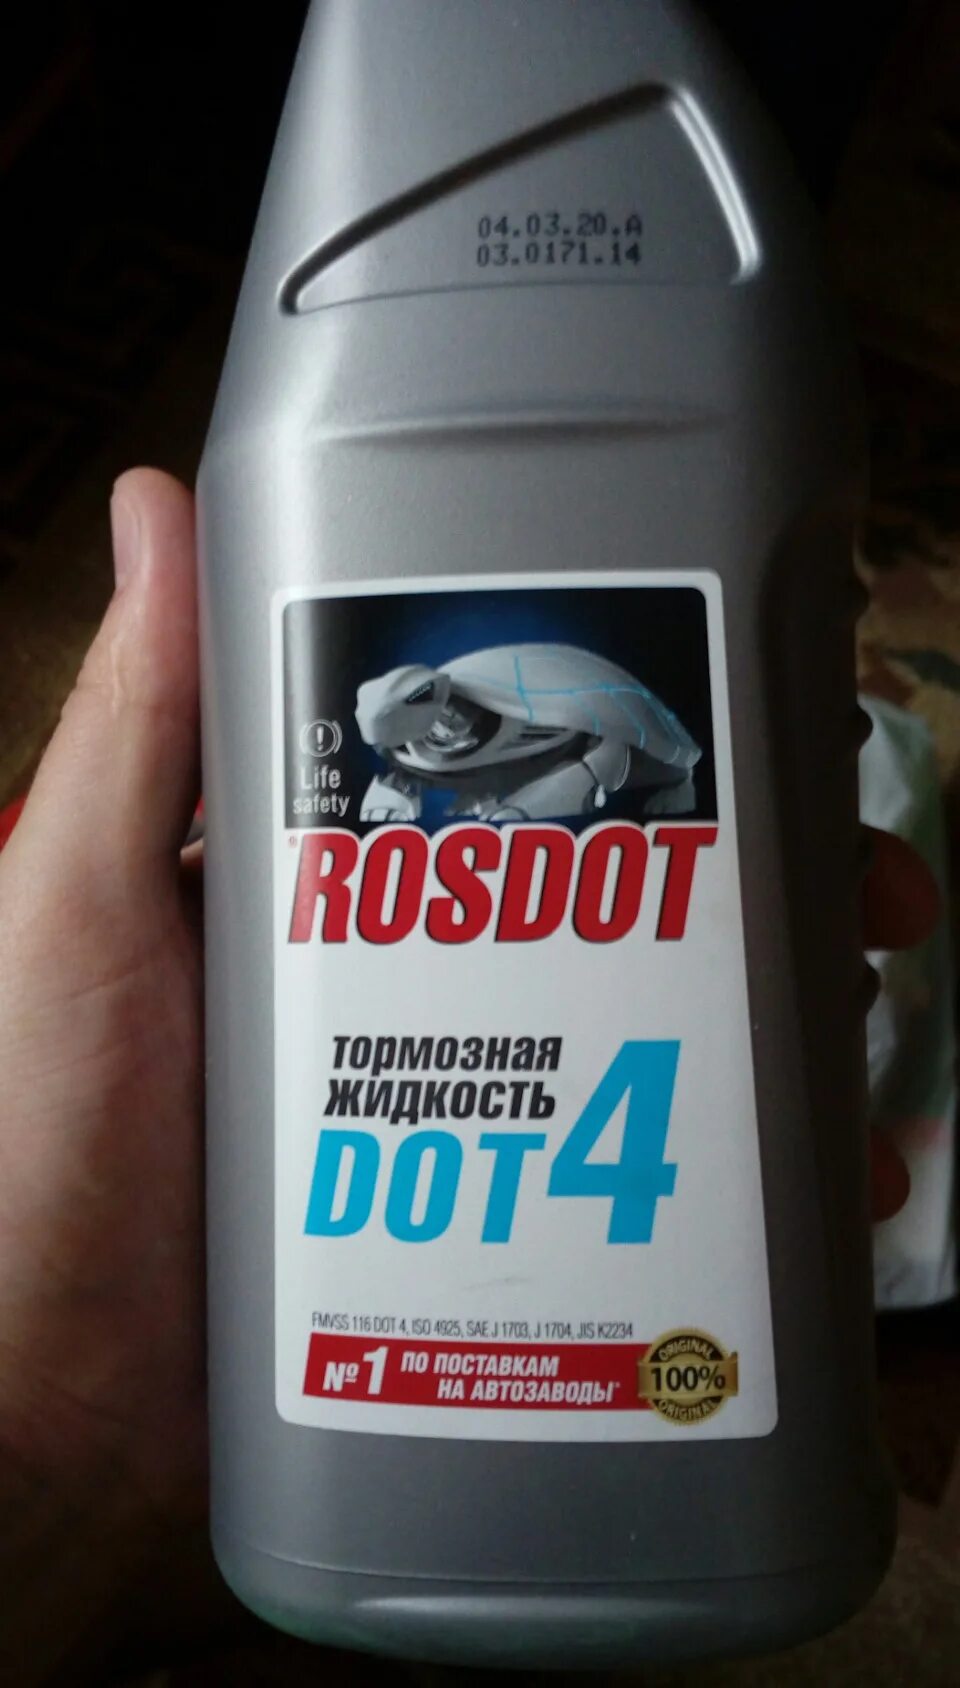 04.03.20.A
03.0171.14
Life
safety
ROSDOT
ТОРМОЗНАЯ
ЖИДКОСТЬ
DOT4
FMVSS 116 DOT 4, ISO 4925, SAE J 1703, J 1704, JIS K2234
№1 ПО ПОСТАВКАМ
НА АВТОЗАВОДЫ*
ORIGINAL
100%
ORIGINAL